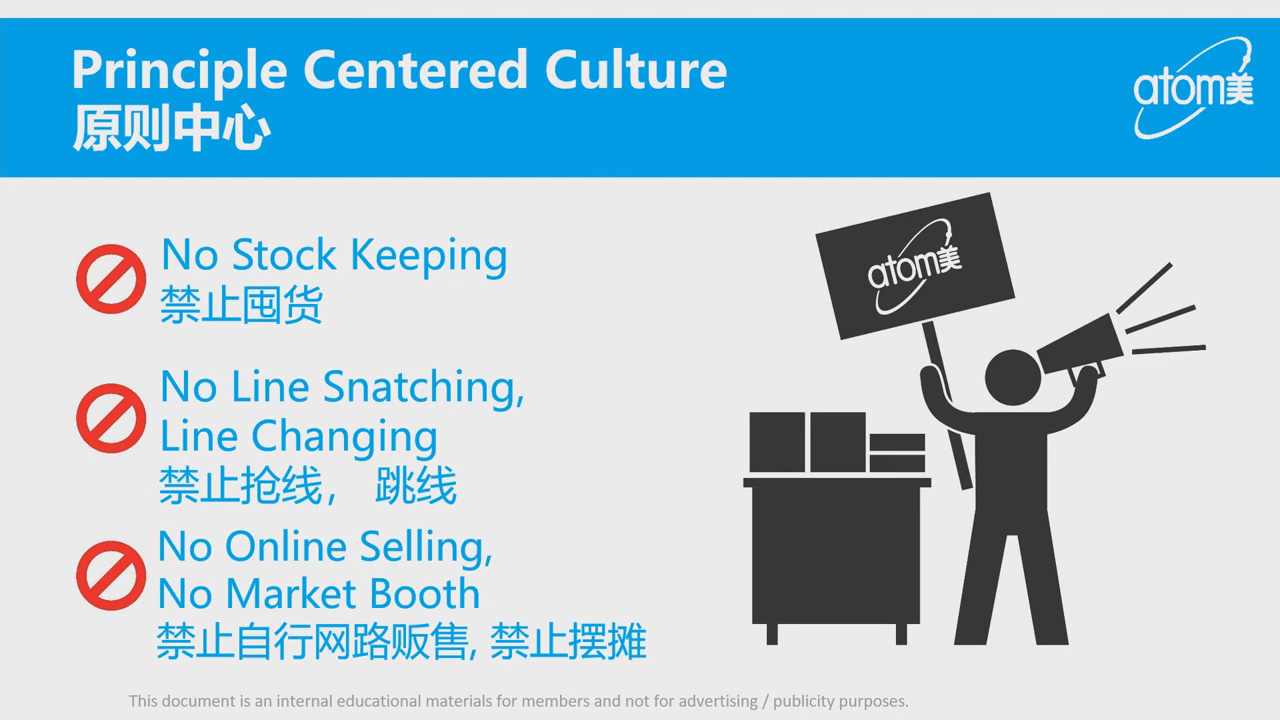 Principle Centered Culture
原则中心
atom美
No Stock Keeping
禁止囤货
No Line Snatching,
Line Changing
禁止抢线， 跳线
No Online Selling,
No Market Booth
禁止自行网路贩售, 禁止摆摊
atom美
This document is an internal educational materials for members and not for advertising / publicity purposes.